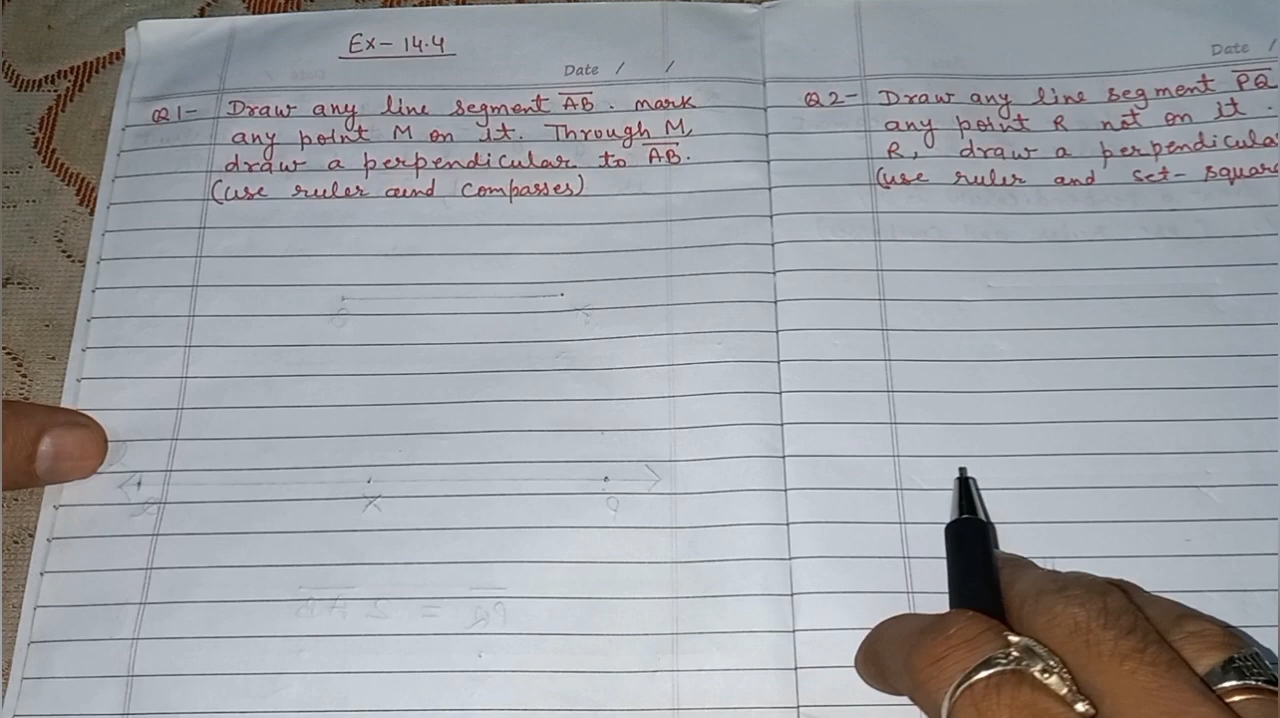 Ex- 14.4
Date / /
Q1- Draw any line segment AB. mark
any point M on it. Through M,
draw a perpendicular to AB.
(use ruler and compasses)
Date /
Q2- Draw any line segment PQ
any point R not on it.
R, draw a perpendicula
(use ruler and set-square